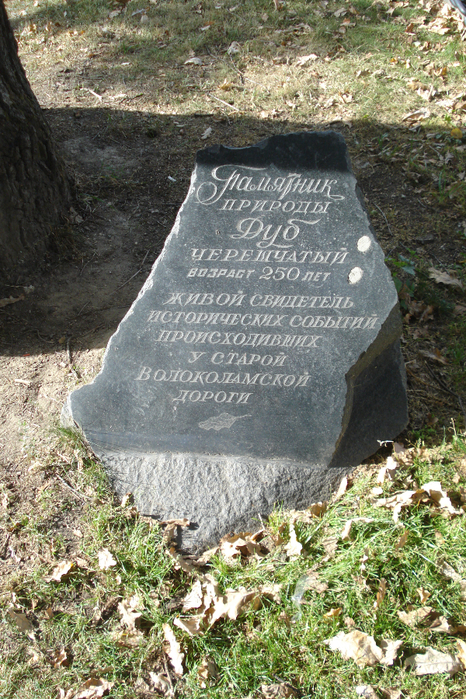 Памятник
природы
Дуб
черешчатый
возраст 250 лет
живой свидетель
исторических событий
происходивших
у старой
Волоколамской
дороги